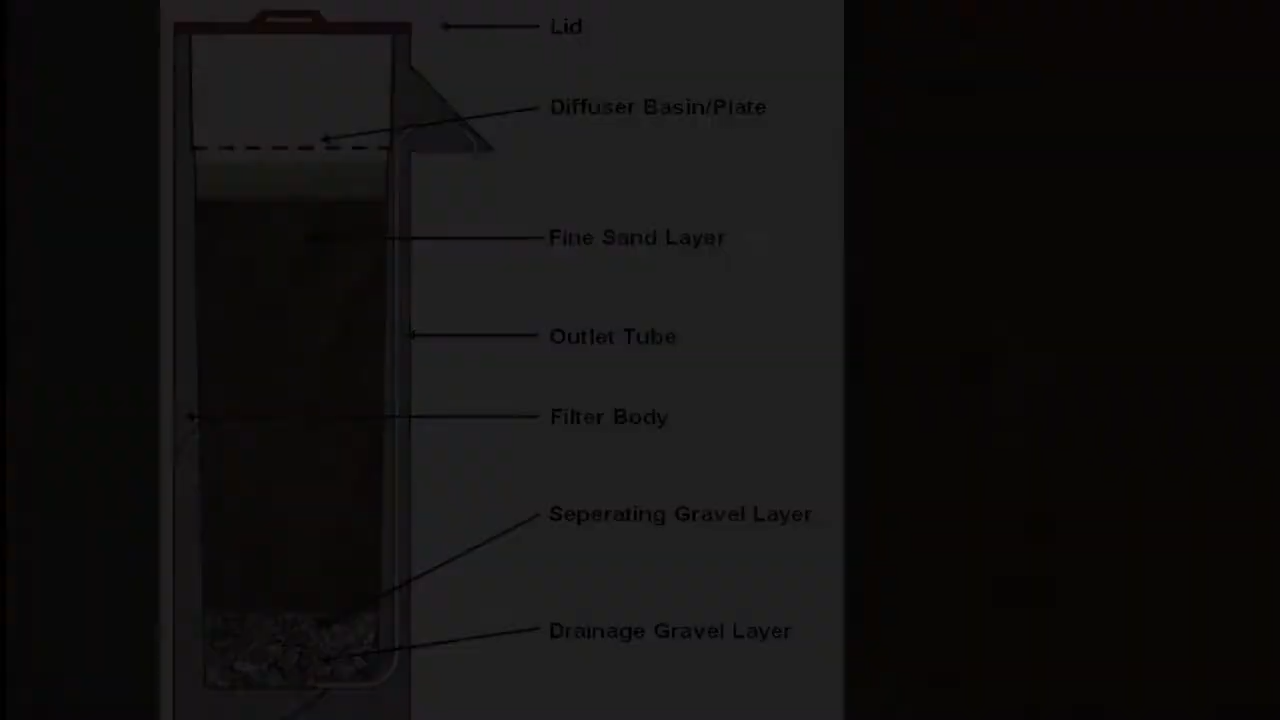 Lid
Diffuser Basin/Plate
Fine Sand Layer
Outlet Tube
Filter Body
Seperating Gravel Layer
Drainage Gravel Layer